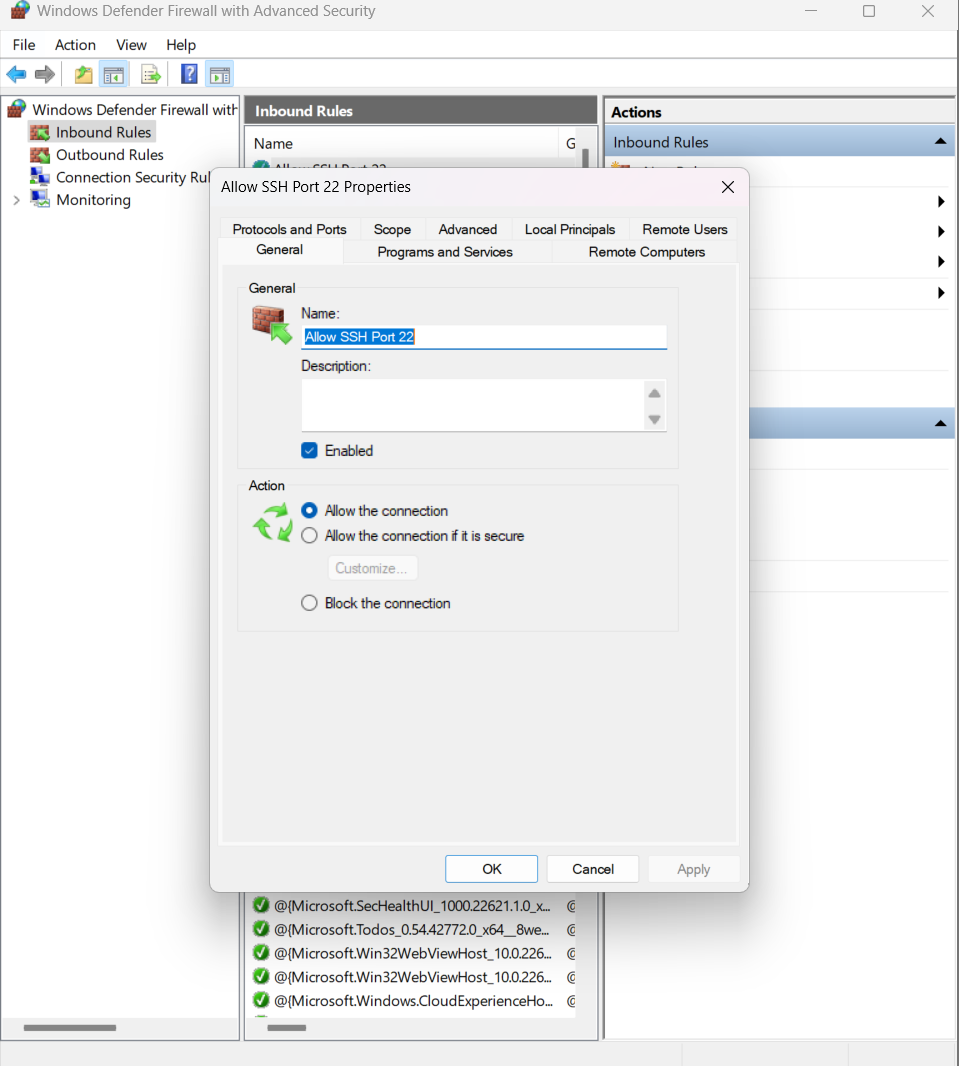 Windows Defender Firewall with Advanced Security
File Action View Help
Windows Defender Firewall with
Inbound Rules
Outbound Rules
Connection Security Rul
Monitoring
Inbound Rules
Name G
Allow SSH Port 22
Actions
Inbound Rules
Allow SSH Port 22 Properties
Protocols and Ports Scope Advanced Local Principals Remote Users
General Programs and Services Remote Computers
General
Name:
Allow SSH Port 22
Description:
Enabled
Action
Allow the connection
Allow the connection if it is secure
Customize...
Block the connection
OK Cancel Apply
@{Microsoft.SecHealthUI_1000.22621.1.0_x... @
@{Microsoft.Todos_0.54.42772.0_x64__8we... @
@{Microsoft.Win32WebViewHost_10.0.226... @
@{Microsoft.Win32WebViewHost_10.0.226... @
@{Microsoft.Windows.CloudExperienceHo... @